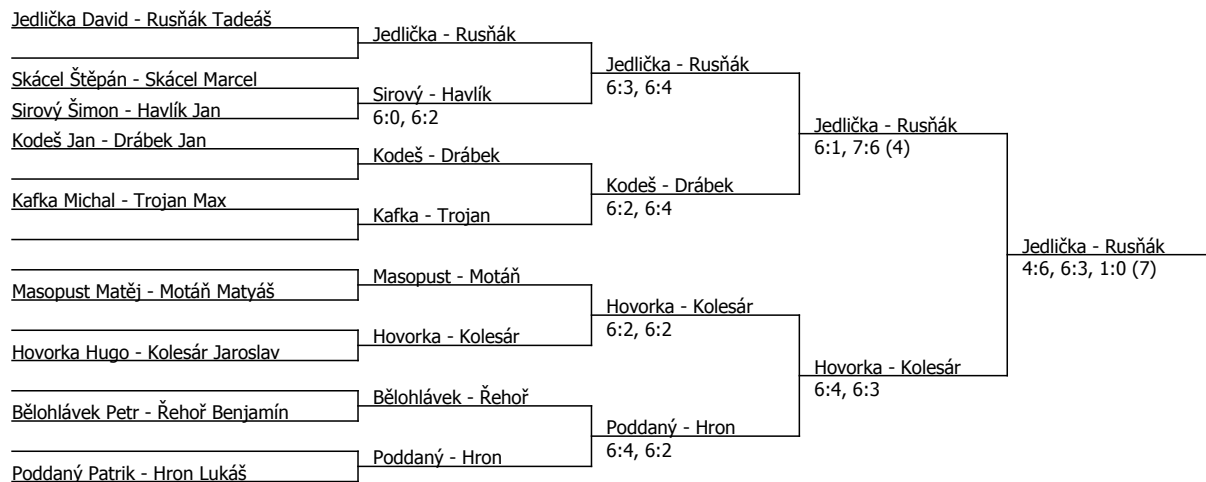 Jedlička David - Rusňák Tadeáš
Skácel Štěpán - Skácel Marcel
Sirový Šimon - Havlík Jan
Kodeš Jan - Drábek Jan
Kafka Michal - Trojan Max
Masopust Matěj - Motáň Matyáš
Hovorka Hugo - Kolesár Jaroslav
Bělohlávek Petr - Řehoř Benjamín
Poddaný Patrik - Hron Lukáš
Jedlička - Rusňák
Sirový - Havlík
6:0, 6:2
Kodeš - Drábek
Kafka - Trojan
Masopust - Motáň
Hovorka - Kolesár
Bělohlávek - Řehoř
Poddaný - Hron
Jedlička - Rusňák
6:3, 6:4
Kodeš - Drábek
6:2, 6:4
Hovorka - Kolesár
6:2, 6:2
Poddaný - Hron
6:4, 6:2
Jedlička - Rusňák
6:1, 7:6 (4)
Hovorka - Kolesár
6:4, 6:3
Jedlička - Rusňák
4:6, 6:3, 1:0 (7)